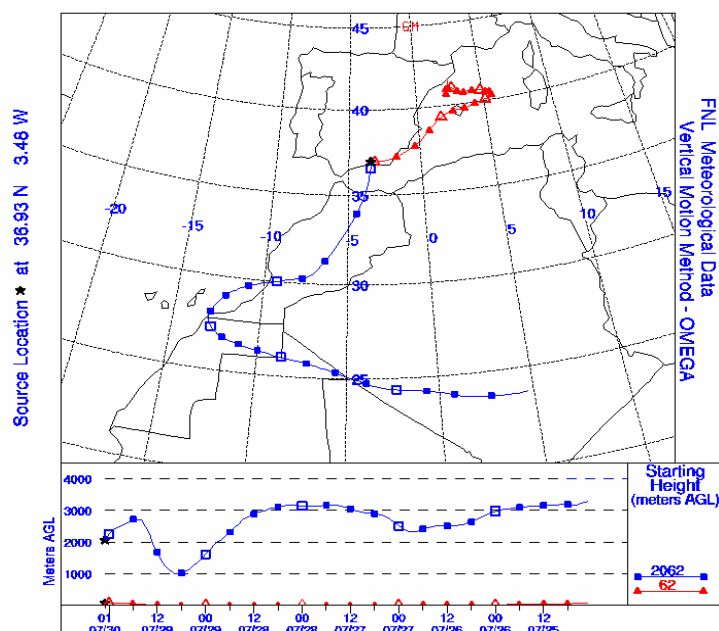 GM
45
40
35
30
25
-20
-15
-10
5
0
5
10
15
Source Location ★ at 36.93 N 3.48 W
FNL Meteorological Data
Vertical Motion Method - OMEGA
Meters AGL
4000
3000
2000
1000
Starting
Height
(meters AGL)
2062
62
01 12 00 12 00 12 00 12 00 12
07/30 07/29 07/29 07/28 07/28 07/27 07/27 07/26 07/26 07/25